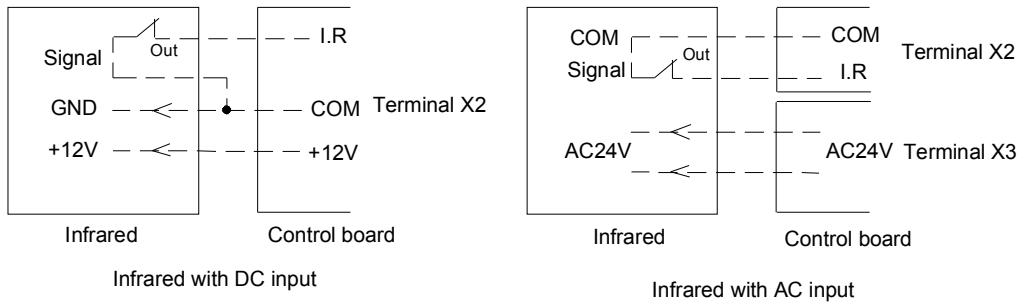 Signal
Out
I.R
GND
COM
Terminal X2
+12V
+12V
Infrared
Control board
Infrared with DC input
COM
COM
Terminal X2
Signal
Out
I.R
AC24V
AC24V
Terminal X3
Infrared
Control board
Infrared with AC input